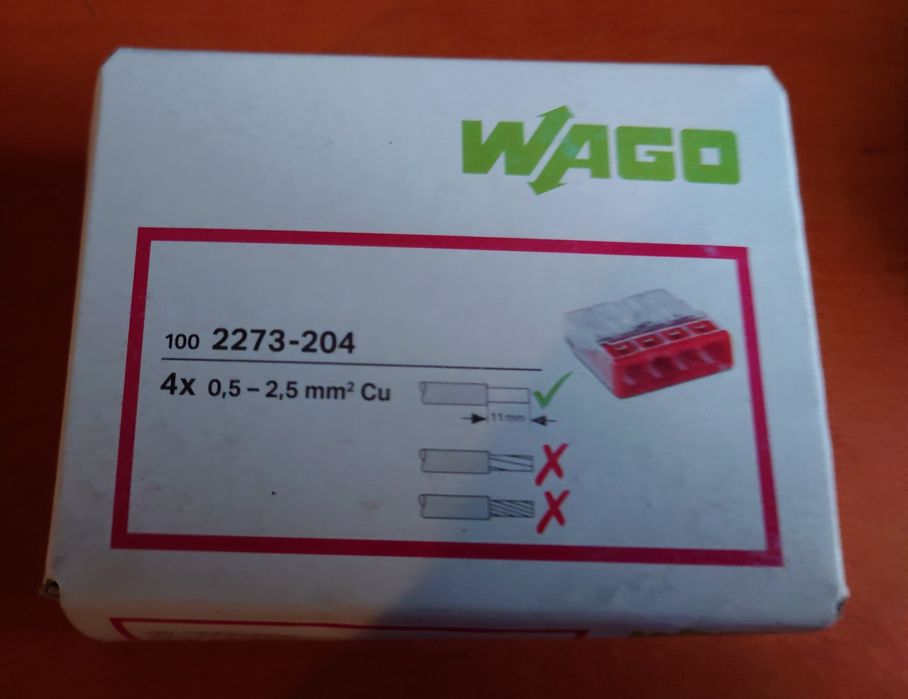 WAGO
100 2273-204
4x 0,5 – 2,5 mm² Cu
11 mm